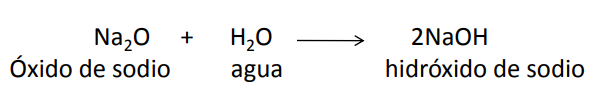 Na₂O + H₂O ⟶ 2NaOH
Óxido de sodio agua hidróxido de sodio